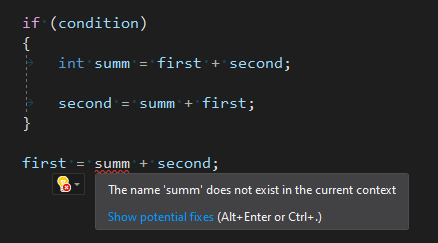 if (condition)
{
int summ = first + second;
second = summ + first;
}
first = summ + second;
The name 'summ' does not exist in the current context
Show potential fixes (Alt+Enter or Ctrl+.)